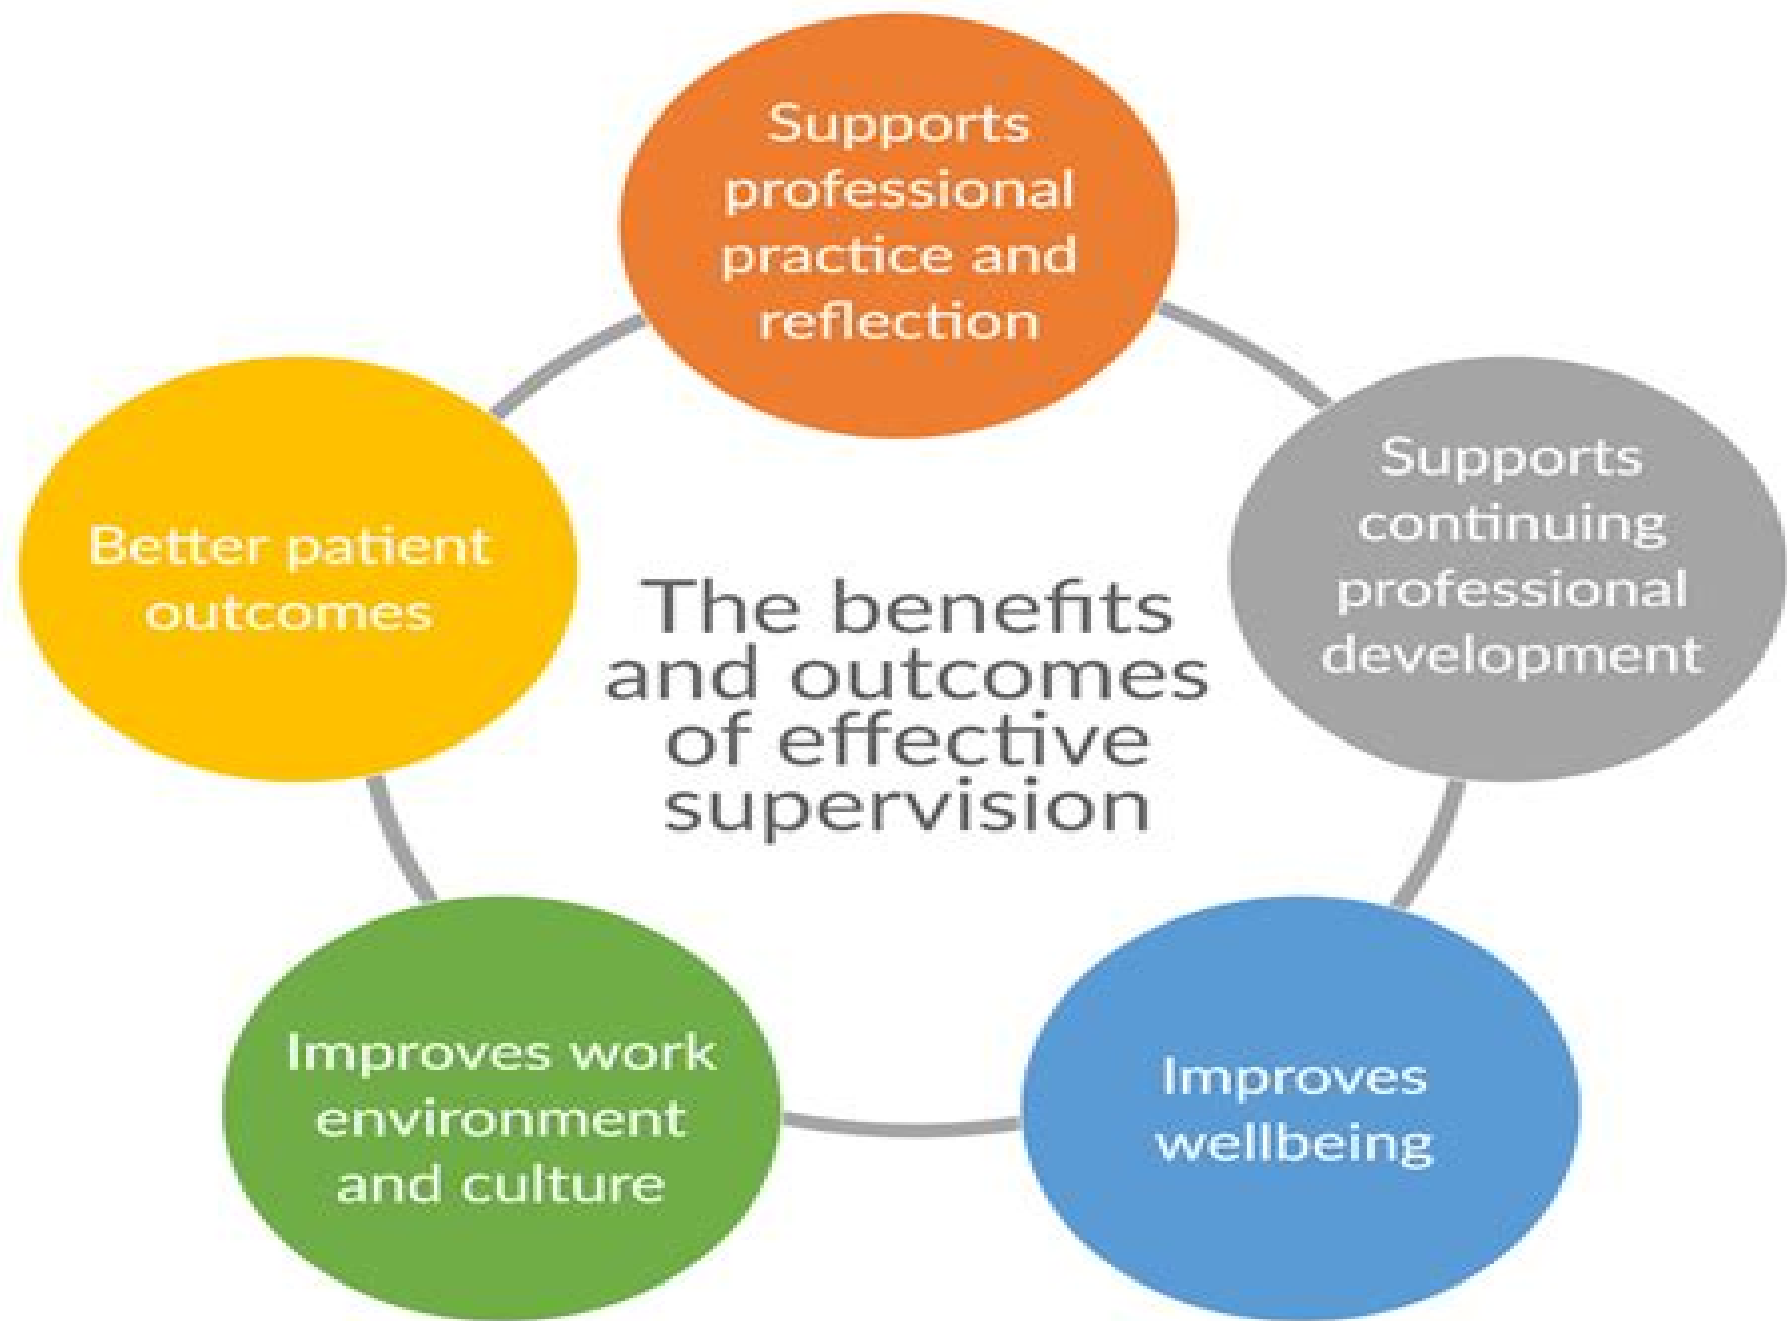 Supports
professional
practice and
reflection
Supports
continuing
professional
development
Improves
wellbeing
Improves work
environment
and culture
Better patient
outcomes
The benefits
and outcomes
of effective
supervision